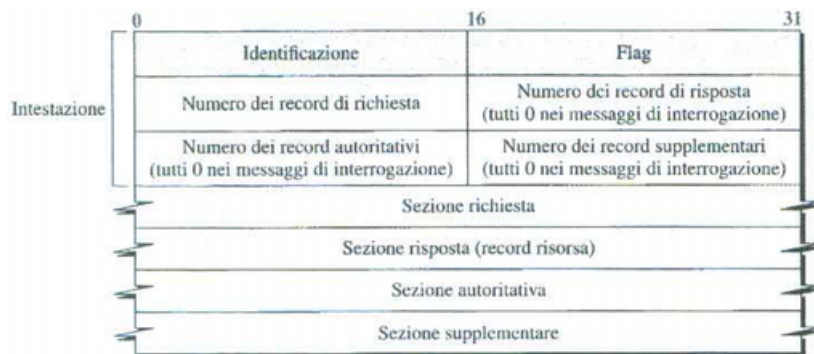 0 16 31
Identificazione Flag
Intestazione
Numero dei record di richiesta
Numero dei record di risposta
(tutti 0 nei messaggi di interrogazione)
Numero dei record autoritativi
(tutti 0 nei messaggi di interrogazione)
Numero dei record supplementari
(tutti 0 nei messaggi di interrogazione)
Sezione richiesta
Sezione risposta (record risorsa)
Sezione autoritativa
Sezione supplementare